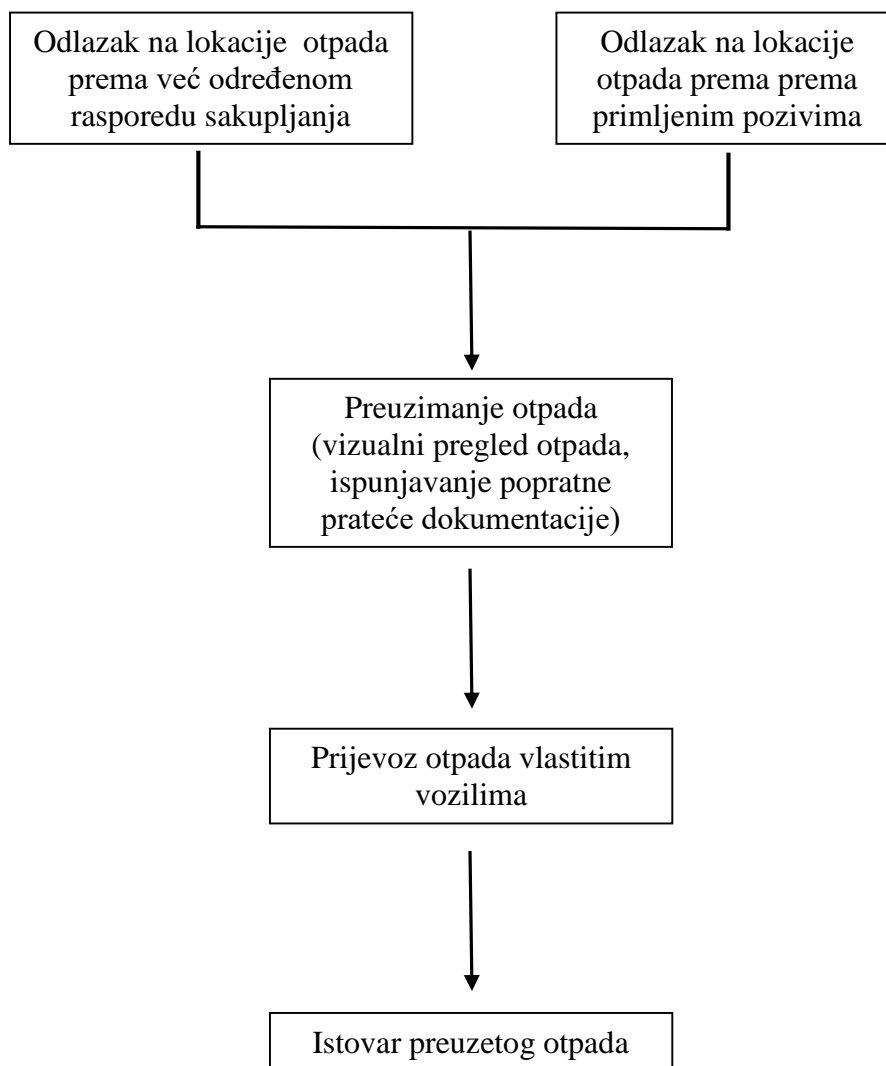 Odlazak na lokacije otpada
prema već određenom
rasporedu sakupljanja
Odlazak na lokacije
otpada prema prema
primljenim pozivima
Preuzimanje otpada
(vizualni pregled otpada,
ispunjavanje popratne
prateće dokumentacije)
Prijevoz otpada vlastitim
vozilima
Istovar preuzetog otpada